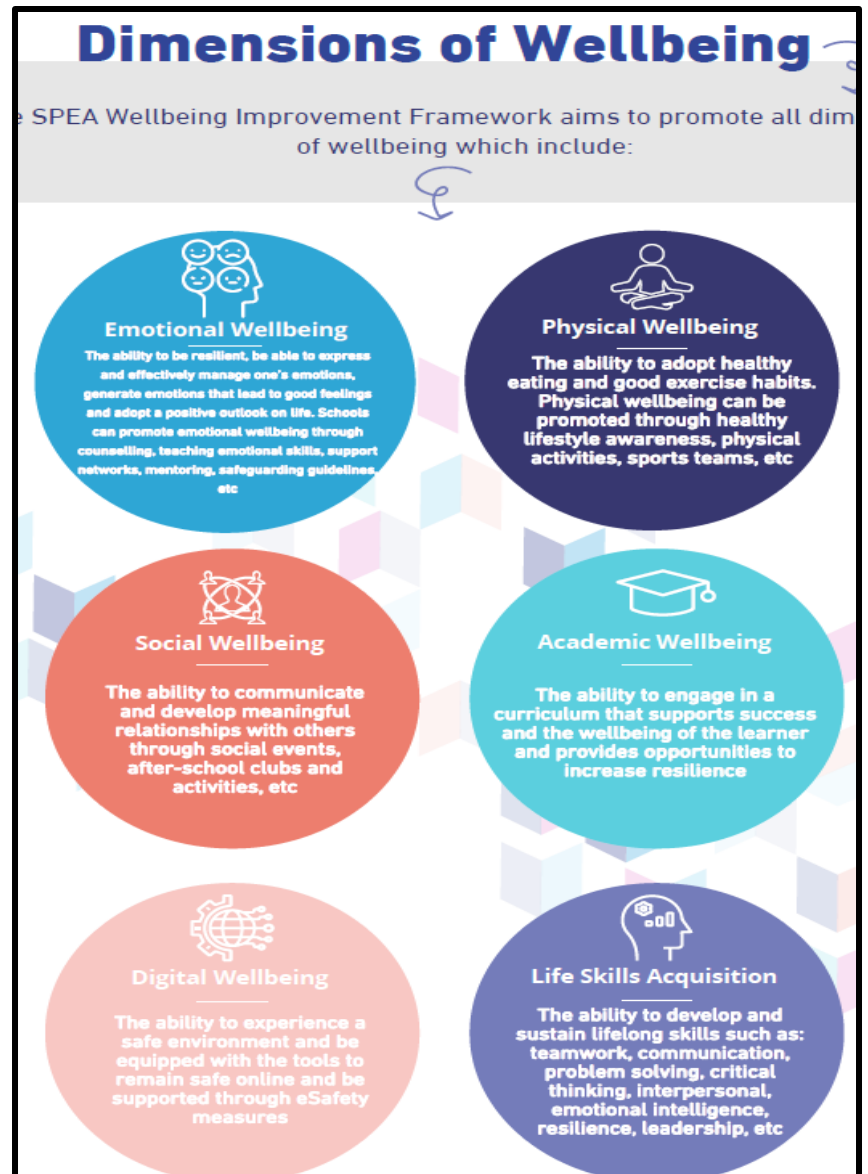 Dimensions of Wellbeing
e SPEA Wellbeing Improvement Framework aims to promote all dim
of wellbeing which include:
Emotional Wellbeing
The ability to be resilient, be able to express
and effectively manage one's emotions,
generate emotions that lead to good feelings
and adopt a positive outlook on life. Schools
can promote emotional wellbeing through
counselling, teaching emotional skills, support
networks, mentoring, safeguarding guidelines,
etc
Physical Wellbeing
The ability to adopt healthy
eating and good exercise habits.
Physical wellbeing can be
promoted through healthy
lifestyle awareness, physical
activities, sports teams, etc
Social Wellbeing
The ability to communicate
and develop meaningful
relationships with others
through social events,
after-school clubs and
activities, etc
Academic Wellbeing
The ability to engage in a
curriculum that supports success
and the wellbeing of the learner
and provides opportunities to
increase resilience
Digital Wellbeing
The ability to experience a
safe environment and be
equipped with the tools to
remain safe online and be
supported through eSafety
measures
Life Skills Acquisition
The ability to develop and
sustain lifelong skills such as:
teamwork, communication,
problem solving, critical
thinking, interpersonal,
emotional intelligence,
resilience, leadership, etc